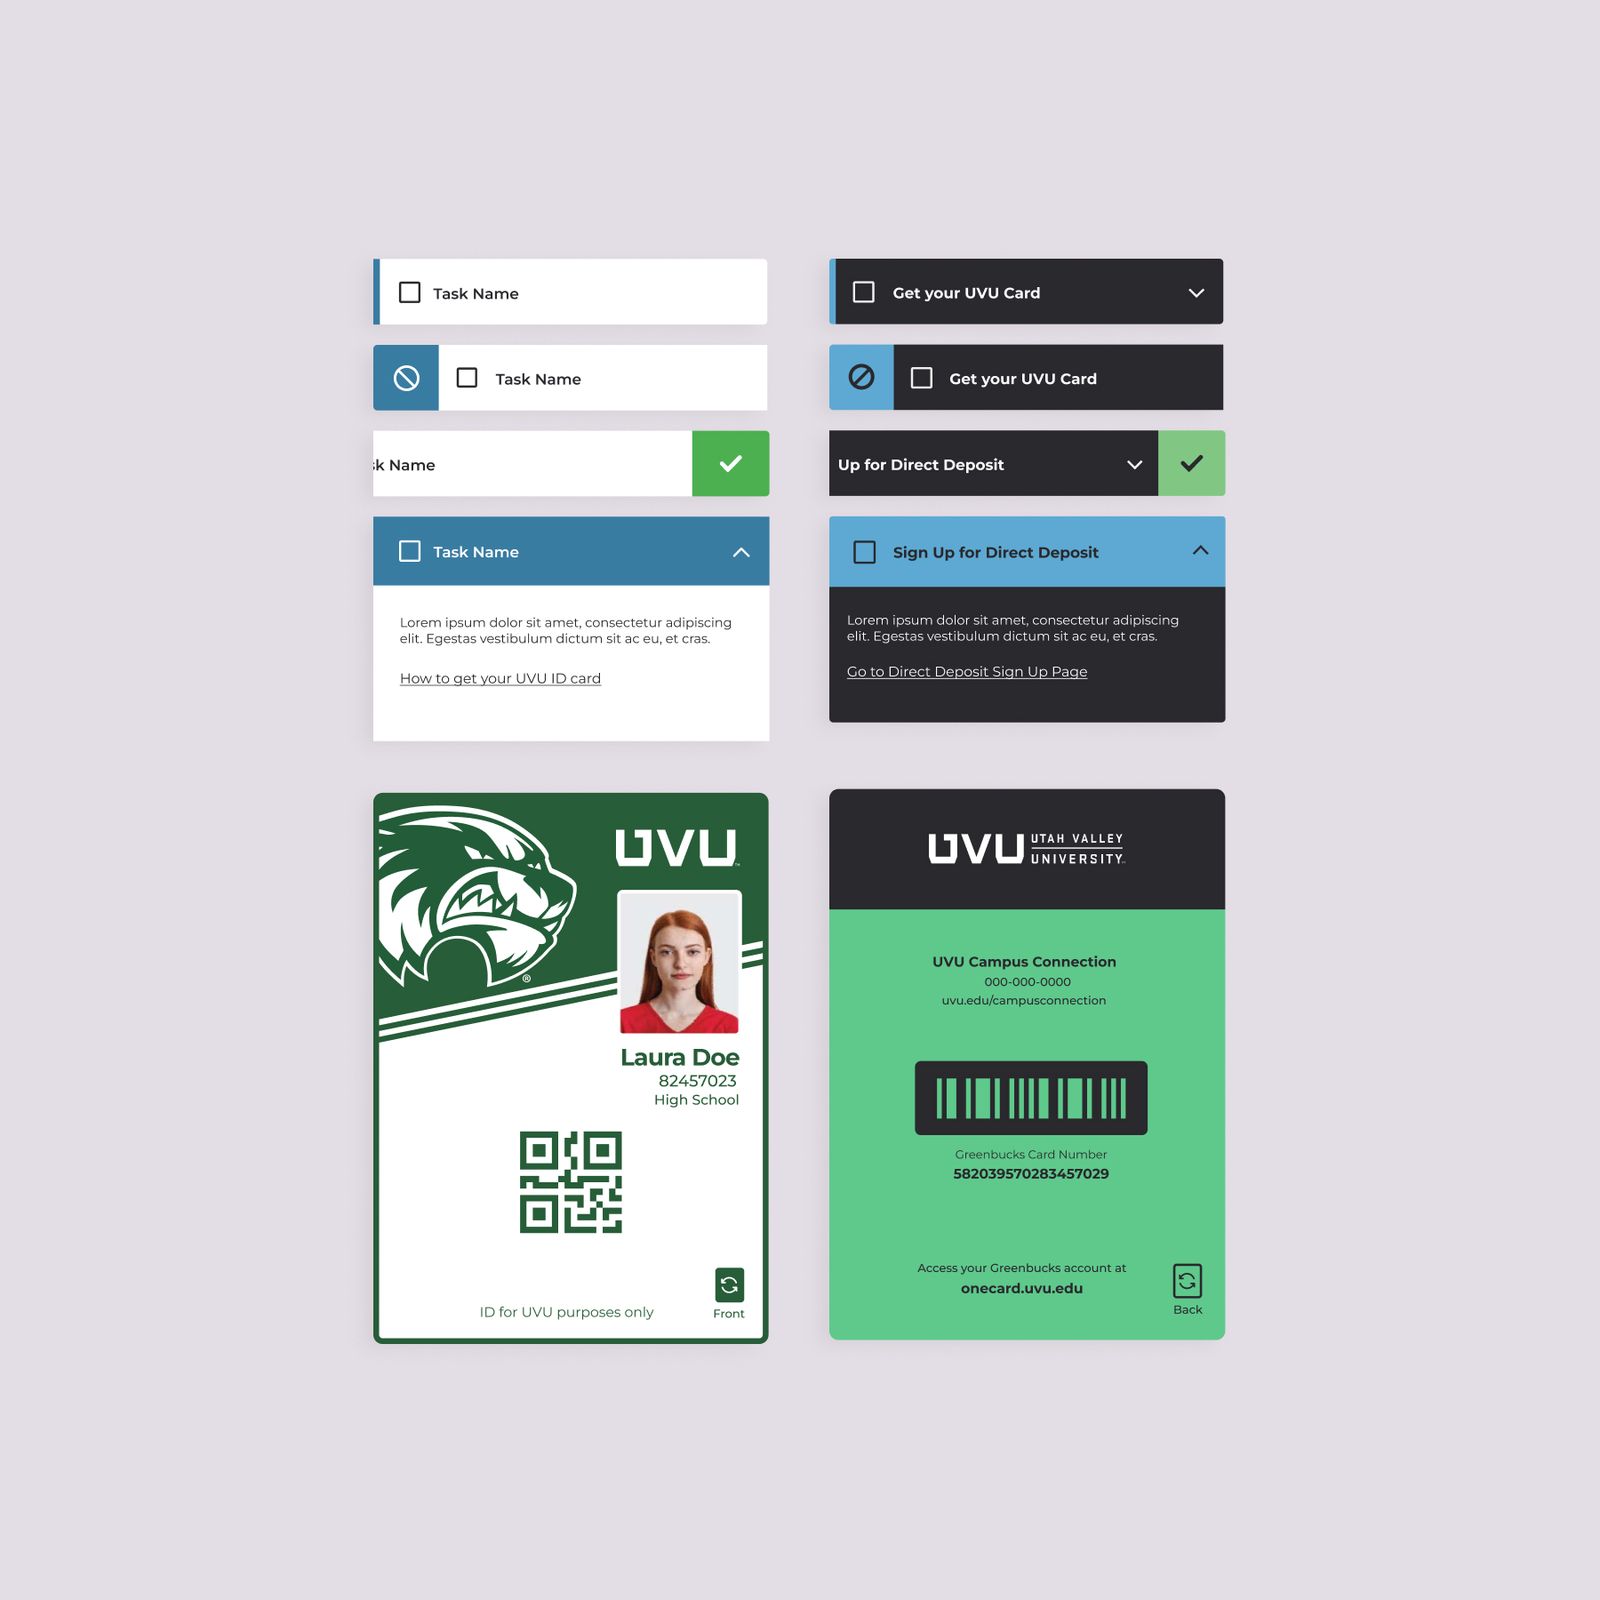 Task Name
Task Name
sk Name
Task Name
Lorem ipsum dolor sit amet, consectetur adipiscing
elit. Egestas vestibulum dictum sit ac eu, et cras.
How to get your UVU ID card
Get your UVU Card
Get your UVU Card
Up for Direct Deposit
Sign Up for Direct Deposit
Lorem ipsum dolor sit amet, consectetur adipiscing
elit. Egestas vestibulum dictum sit ac eu, et cras.
Go to Direct Deposit Sign Up Page
UVU
®
Laura Doe
82457023
High School
ID for UVU purposes only
Front
UVU UTAH VALLEY
UNIVERSITY
UVU Campus Connection
000-000-0000
uvu.edu/campusconnection
Greenbucks Card Number
582039570283457029
Access your Greenbucks account at
onecard.uvu.edu
Back